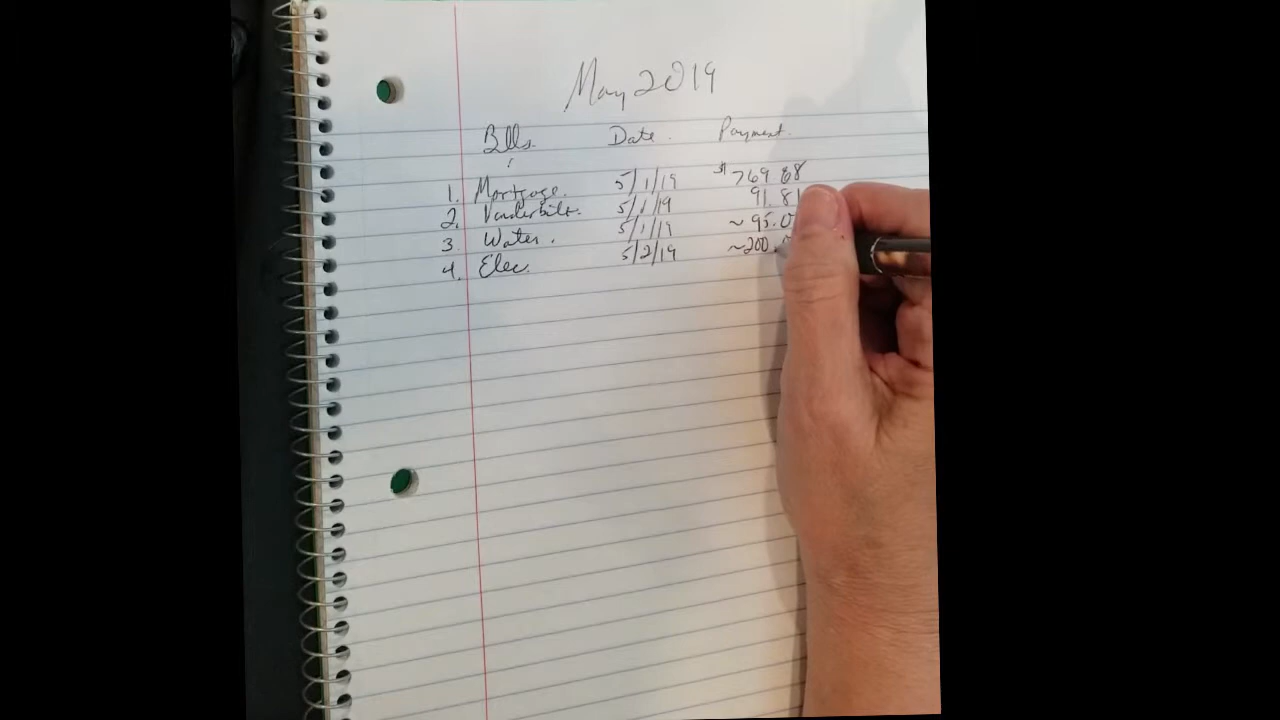 May 2019
Bills. Date. Payment.
1. Mortgage. 5/1/19 $769.68
2. Vanderbilt. 5/1/19 91.81
3. Water. 5/1/19 ~95.0
4. Elec. 5/2/19 ~200.